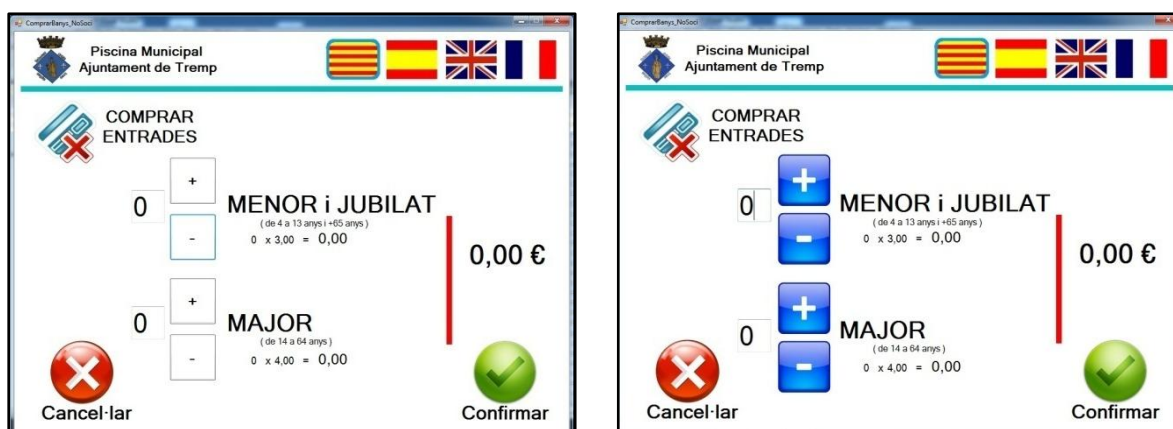 ComprarBanys_NoSoci
Piscina Municipal
Ajuntament de Tremp
COMPRAR
ENTRADES
+
0
MENOR i JUBILAT
( de 4 a 13 anys i +65 anys )
-
0 x 3,00 = 0,00
0,00 €
+
0
MAJOR
( de 14 a 64 anys )
-
0 x 4,00 = 0,00
Cancel·lar
Confirmar
ComprarBanys_NoSoci
Piscina Municipal
Ajuntament de Tremp
COMPRAR
ENTRADES
+
0
MENOR i JUBILAT
( de 4 a 13 anys i +65 anys )
-
0 x 3,00 = 0,00
0,00 €
+
0
MAJOR
( de 14 a 64 anys )
-
0 x 4,00 = 0,00
Cancel·lar
Confirmar